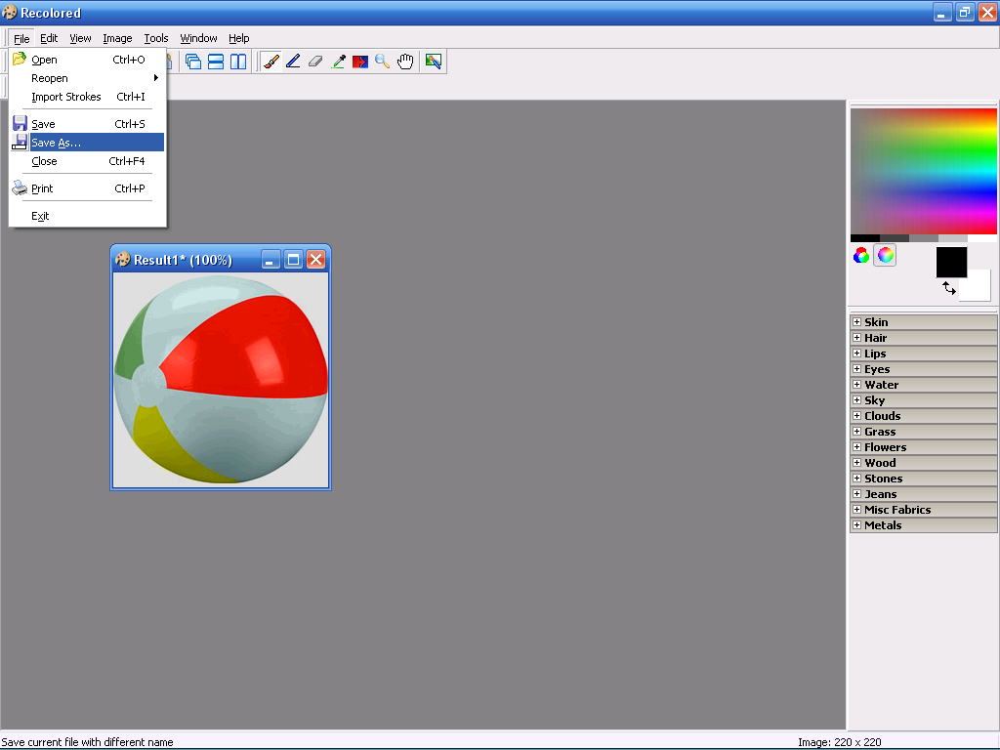 Recolored
File Edit View Image Tools Window Help
Open Ctrl+O
Reopen
Import Strokes Ctrl+I
Save Ctrl+S
Save As...
Close Ctrl+F4
Print Ctrl+P
Exit
Result1* (100%)
Skin
Hair
Lips
Eyes
Water
Sky
Clouds
Grass
Flowers
Wood
Stones
Jeans
Misc Fabrics
Metals
Save current file with different name Image: 220 x 220